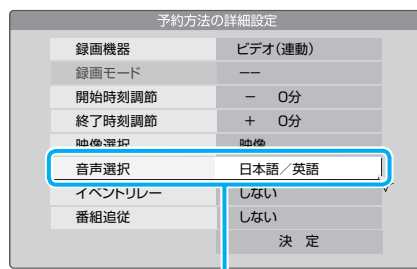 予約方法の詳細設定
録画機器 ビデオ(連動)
録画モード ーー
開始時刻調節 － 0分
終了時刻調節 ＋ 0分
映像選択 映像
音声選択 日本語／英語
イベントリレー しない
番組追従 しない
決 定